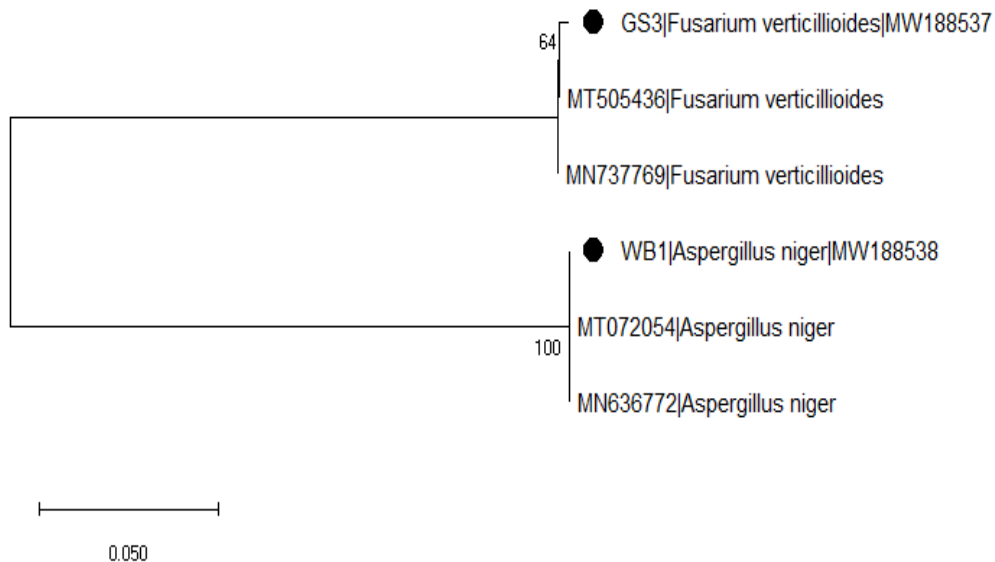 GS3|Fusarium verticillioides|MW188537
64
MT505436|Fusarium verticillioides
MN737769|Fusarium verticillioides
WB1|Aspergillus niger|MW188538
MT072054|Aspergillus niger
100
MN636772|Aspergillus niger
0.050